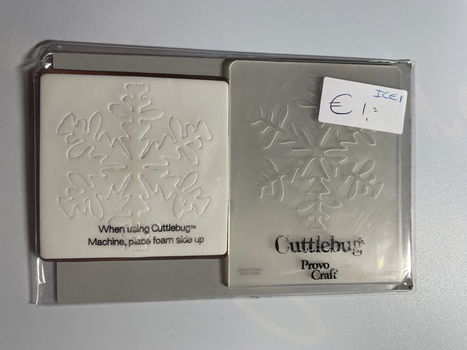 ICE1
€ 1,=
When using Cuttlebug™
Machine, place foam side up
Cuttlebug®
Provo
Craft®